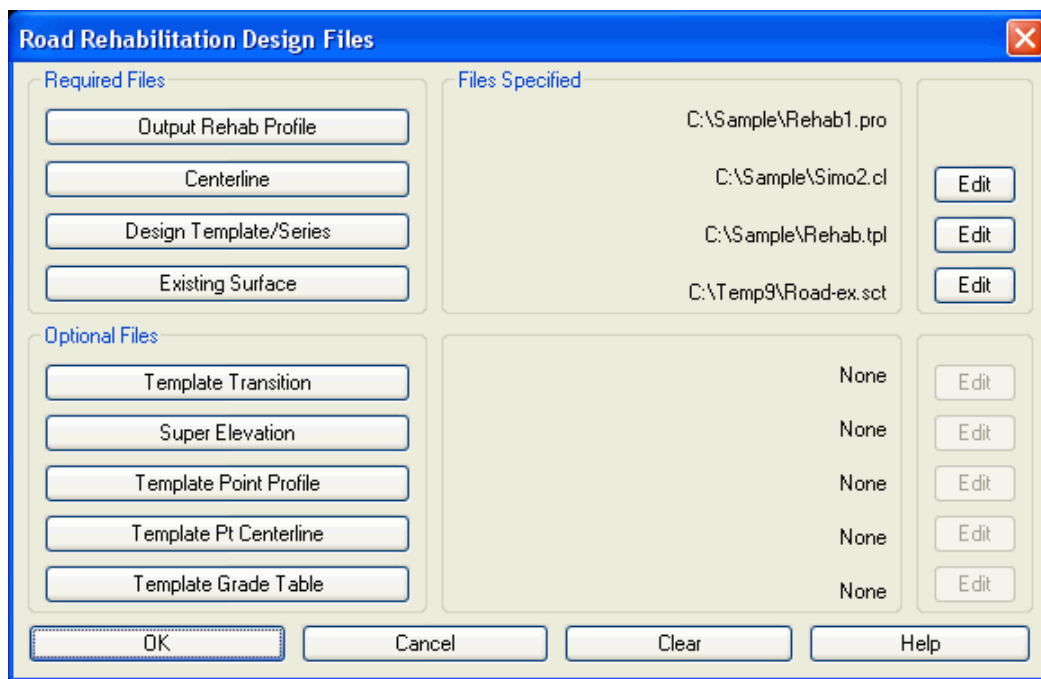 Road Rehabilitation Design Files
Required Files
Files Specified
Output Rehab Profile
C:\Sample\Rehab1.pro
Centerline
C:\Sample\Simo2.cl
Edit
Design Template/Series
C:\Sample\Rehab.tpl
Edit
Existing Surface
C:\Temp9\Road-ex.sct
Edit
Optional Files
Template Transition
None
Edit
Super Elevation
None
Edit
Template Point Profile
None
Edit
Template Pt Centerline
None
Edit
Template Grade Table
None
Edit
OK
Cancel
Clear
Help